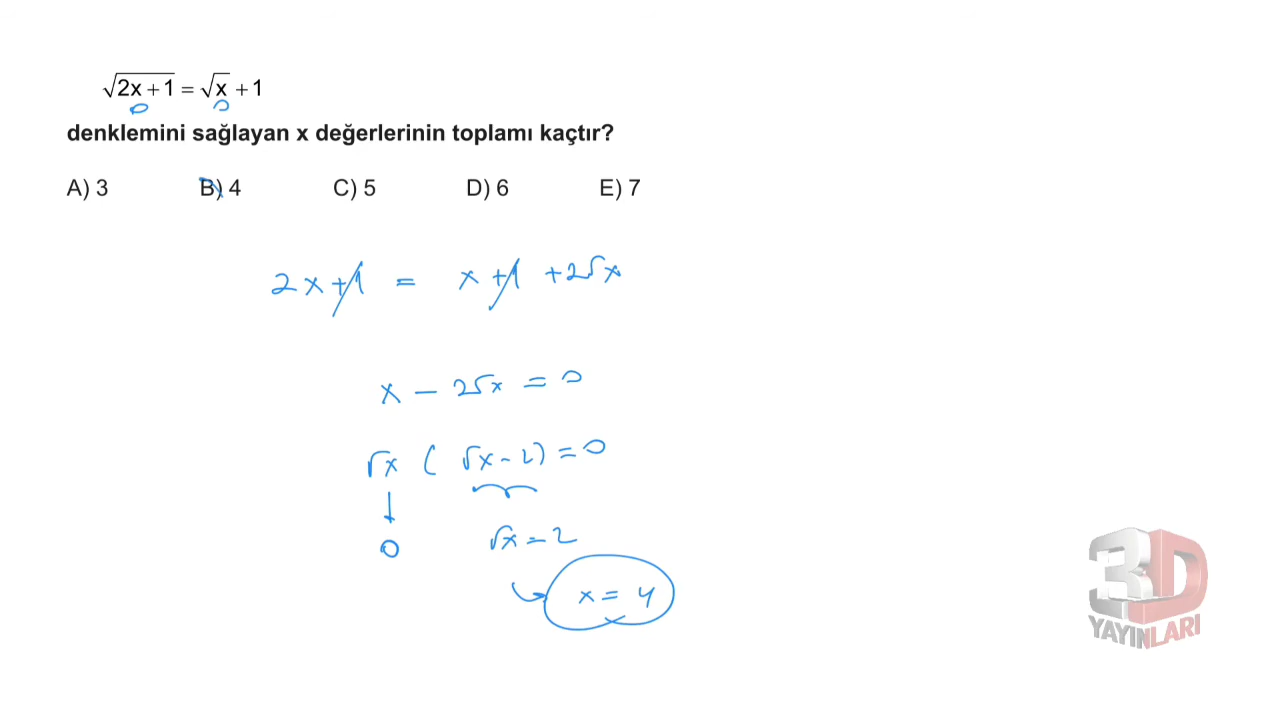 √2x+1 = √x + 1
denklemini sağlayan x değerlerinin toplamı kaçtır?
A) 3 B) 4 C) 5 D) 6 E) 7
2x+1 = x+1 +2√x
x - 2√x = 0
√x ( √x - 2) = 0
0 √x = 2
x = 4
3D
YAYINLARI